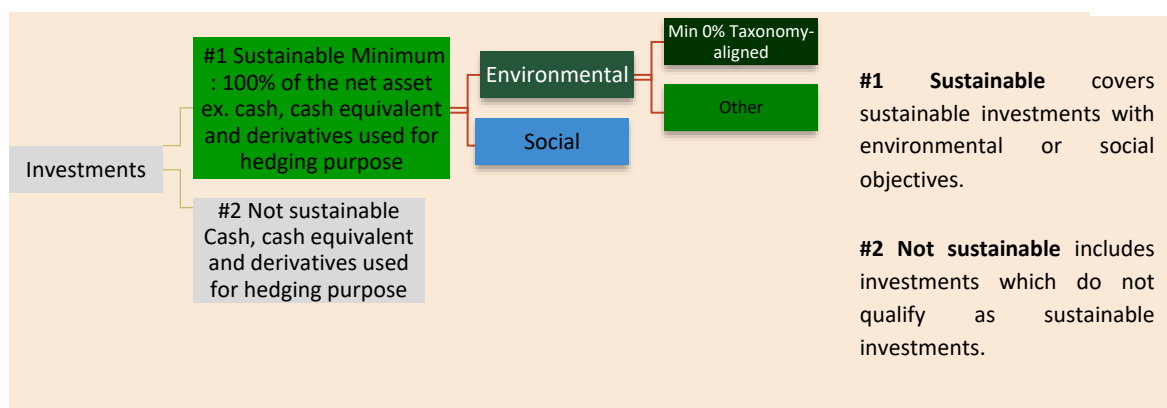 Investments
#1 Sustainable Minimum
: 100% of the net asset
ex. cash, cash equivalent
and derivatives used for
hedging purpose
#2 Not sustainable
Cash, cash equivalent
and derivatives used
for hedging purpose
Environmental
Social
Min 0% Taxonomy-
aligned
Other
#1 Sustainable covers
sustainable investments with
environmental or social
objectives.
#2 Not sustainable includes
investments which do not
qualify as sustainable
investments.